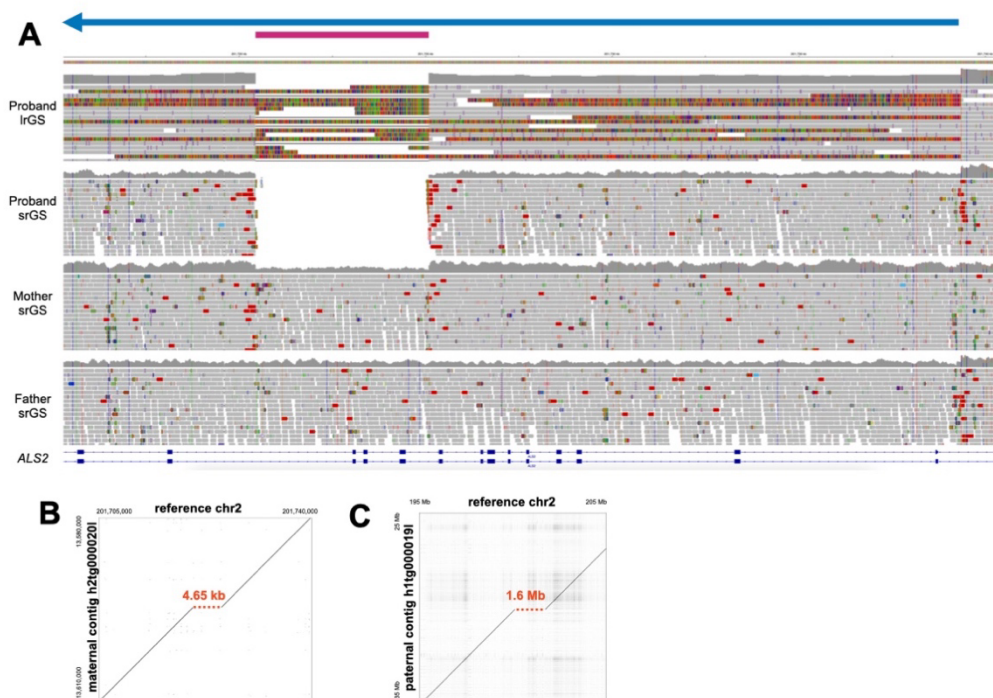 A
Proband
lrGS
Proband
srGS
Mother
srGS
Father
srGS
ALS2
B
reference chr2
201,705,000
201,740,000
maternal contig h2tg000020l
13,580,000
13,610,000
4.65 kb
C
195 Mb
reference chr2
205 Mb
paternal contig h1tg000019l
25 Mb
35 Mb
1.6 Mb